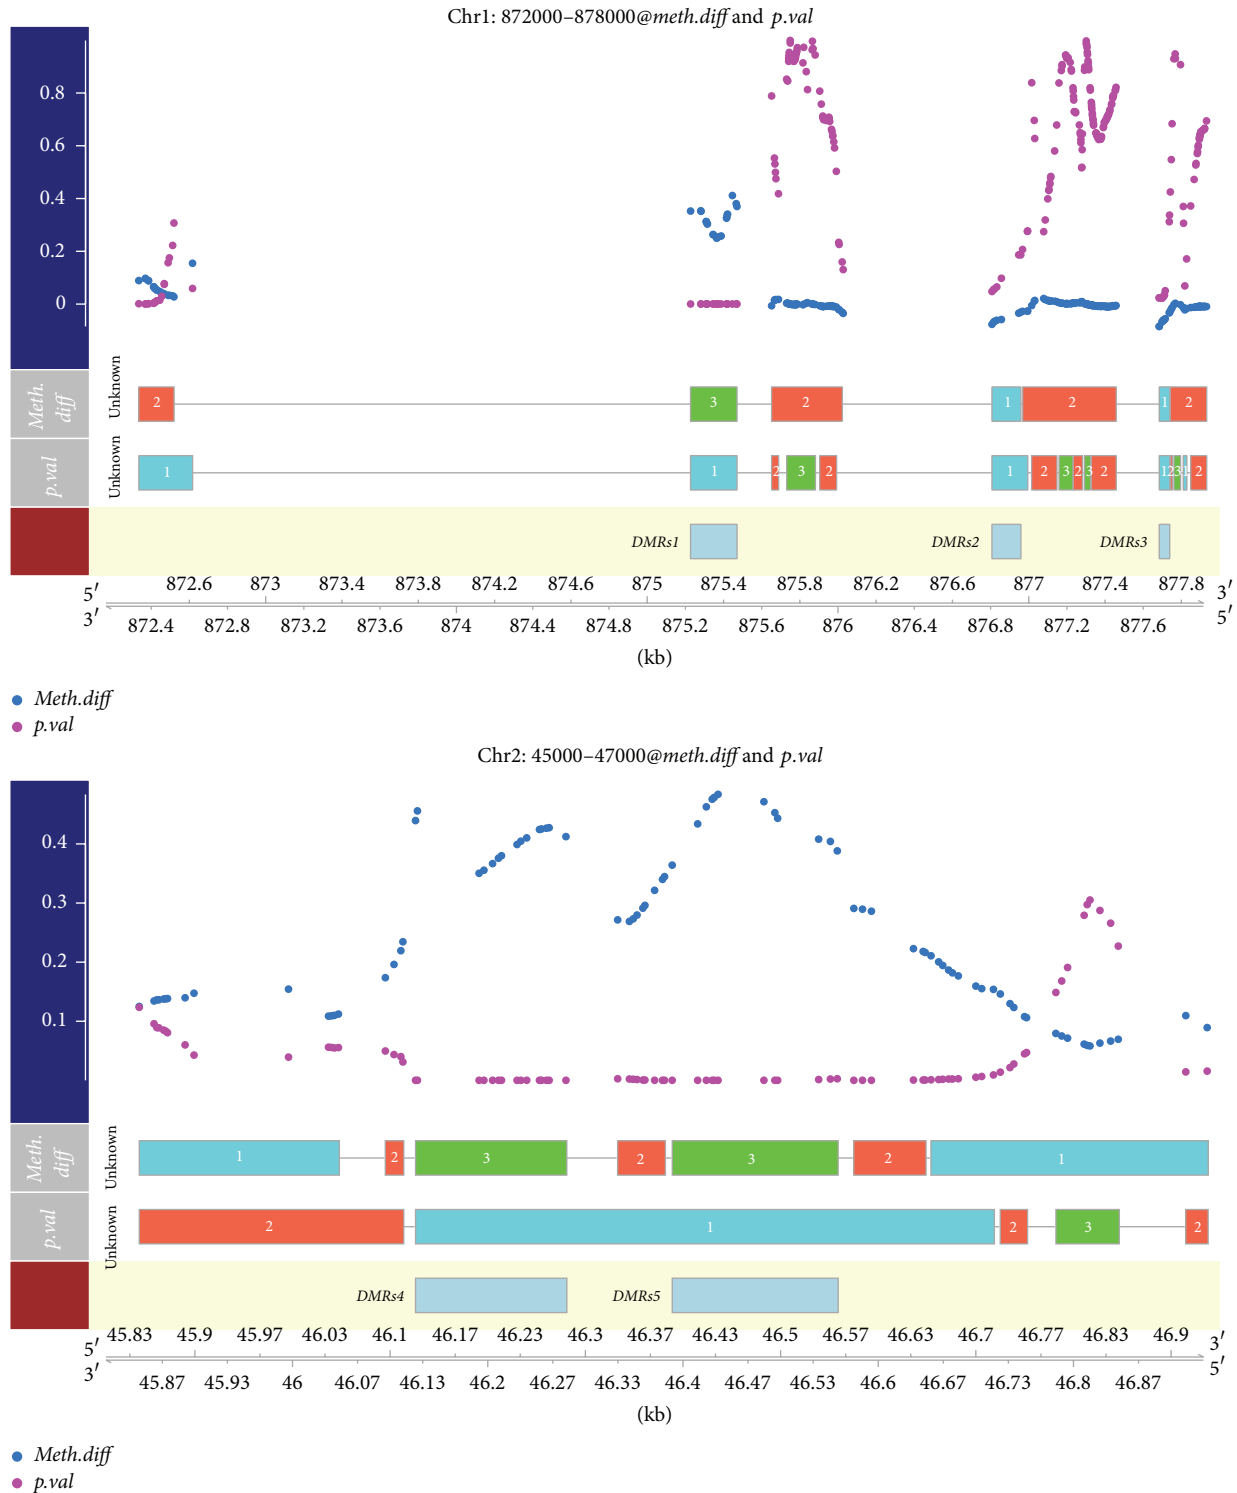 Chr1: 872000–878000@meth.diff and p.val
0.8
0.6
0.4
0.2
0
Meth. diff
Unknown
2 3 2 1 2 1 2
p.val
Unknown
1 1 2 3 2 1 2 3 2 3 2 1 2 3 1 2
DMRs1 DMRs2 DMRs3
5′ 872.6 873 873.4 873.8 874.2 874.6 875 875.4 875.8 876.2 876.6 877 877.4 877.8 3′
3′ 872.4 872.8 873.2 873.6 874 874.4 874.8 875.2 875.6 876 876.4 876.8 877.2 877.6 5′
(kb)
Meth.diff
p.val
Chr2: 45000–47000@meth.diff and p.val
0.4
0.3
0.2
0.1
Meth. diff
Unknown
1 2 3 2 3 2 1
p.val
Unknown
2 1 2 3 2
DMRs4 DMRs5
5′ 45.83 45.9 45.97 46.03 46.1 46.17 46.23 46.3 46.37 46.43 46.5 46.57 46.63 46.7 46.77 46.83 46.9 3′
3′ 45.87 45.93 46 46.07 46.13 46.2 46.27 46.33 46.4 46.47 46.53 46.6 46.67 46.73 46.8 46.87 5′
(kb)
Meth.diff
p.val